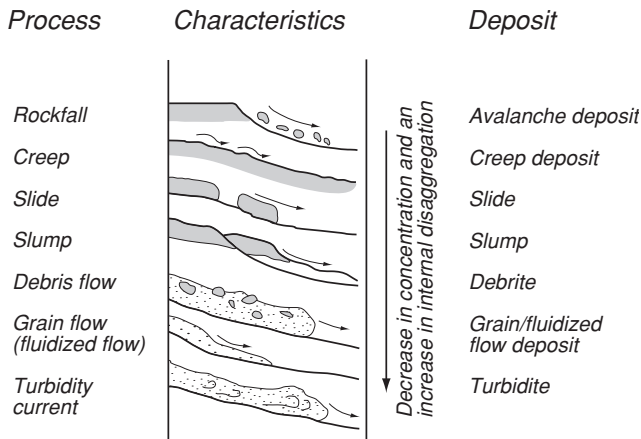 Process Characteristics Deposit
Rockfall Avalanche deposit
Creep Creep deposit
Slide Slide
Slump Slump
Debris flow Debrite
Grain flow
(fluidized flow)
Grain/fluidized
flow deposit
Turbidity
current
Turbidite
Decrease in concentration and an
increase in internal disaggregation